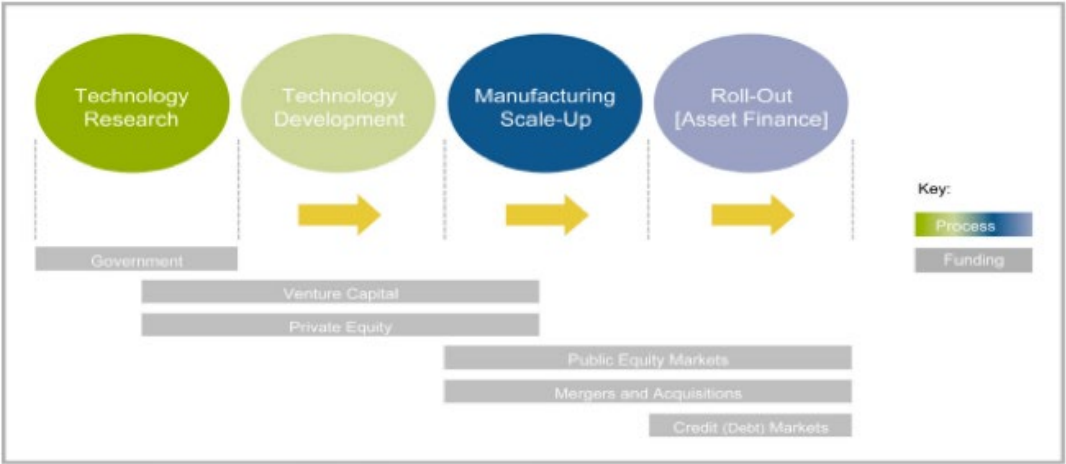 Technology
Research
Technology
Development
Manufacturing
Scale-Up
Roll-Out
[Asset Finance]
Key:
Process
Funding
Government
Venture Capital
Private Equity
Public Equity Markets
Mergers and Acquisitions
Credit (Debt) Markets